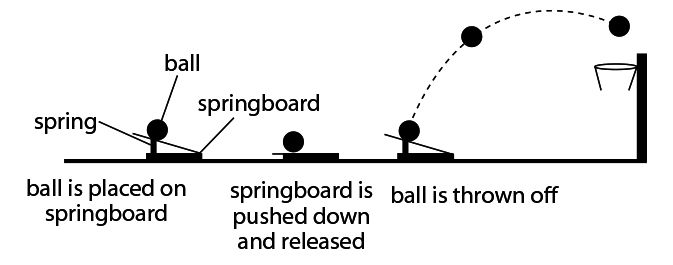 ball
springboard
spring
ball is placed on
springboard
springboard is
pushed down
and released
ball is thrown off